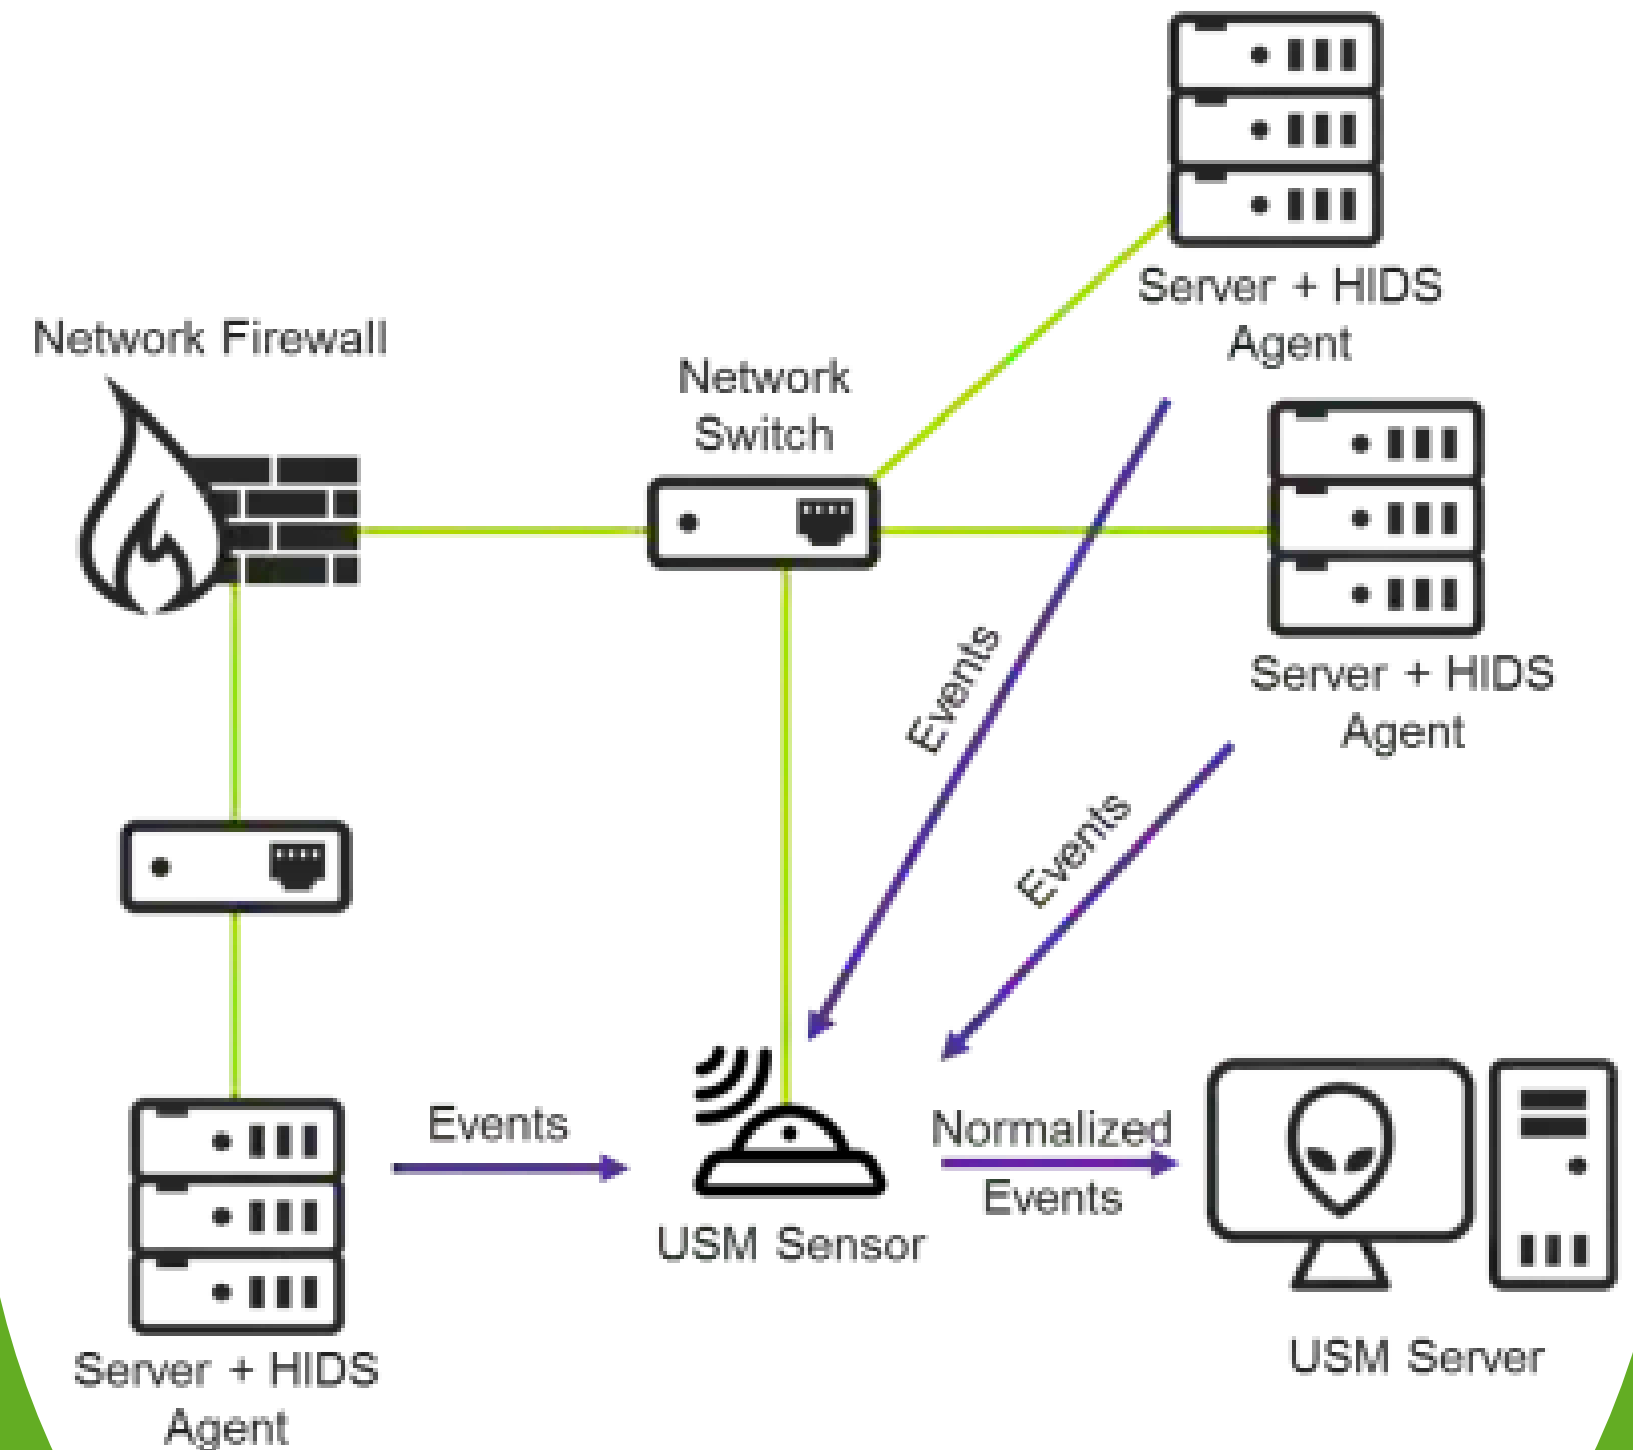 Server + HIDS
Agent
Network Firewall
Network
Switch
Events
Server + HIDS
Agent
Events
Events
Normalized
Events
USM Sensor
USM Server
Server + HIDS
Agent